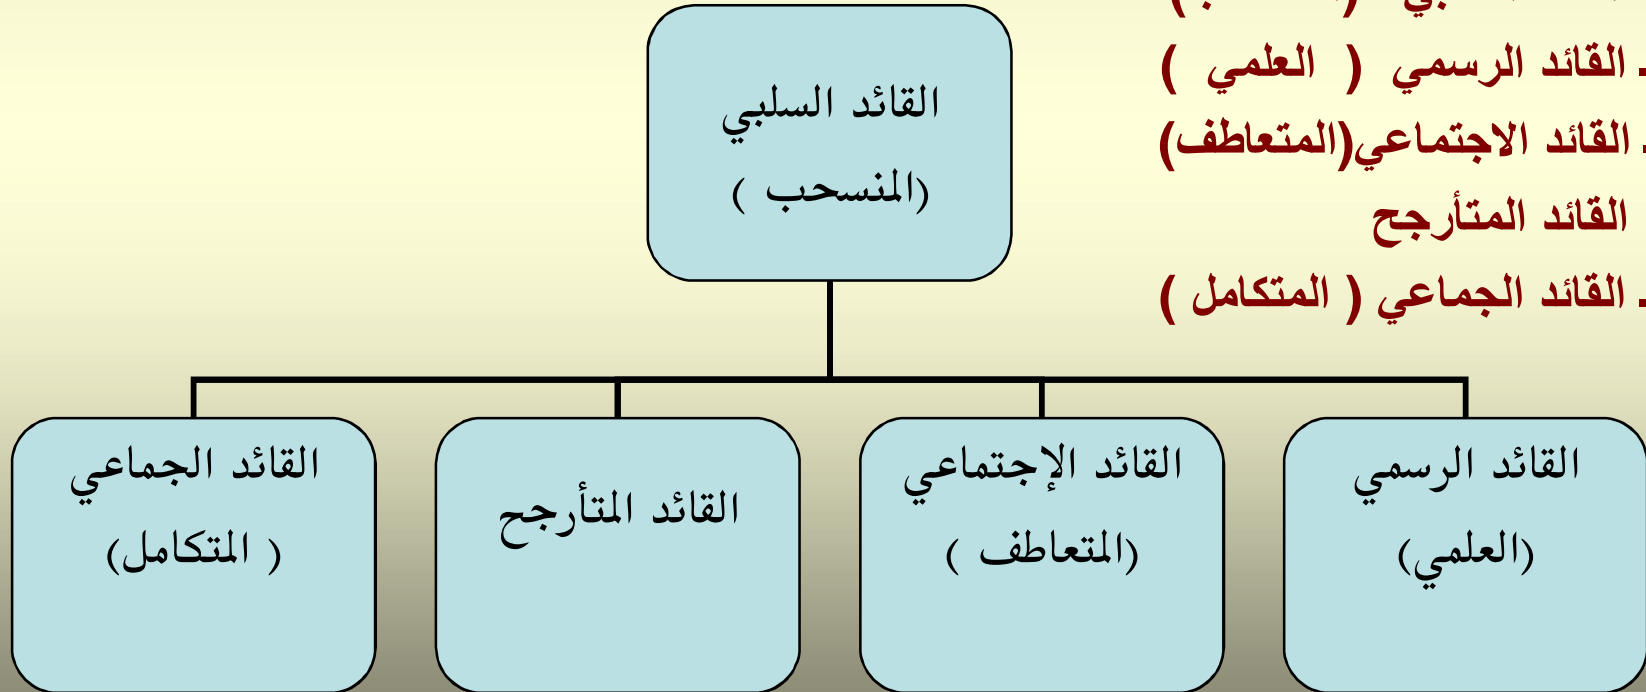 - القائد الرسمي ( العلمي )
- القائد الاجتماعي(المتعاطف)
القائد المتأرجح
- القائد الجماعي ( المتكامل )
القائد السلبي
(المنسحب )
القائد الرسمي
(العلمي)
القائد الإجتماعي
(المتعاطف )
القائد المتأرجح
القائد الجماعي
( المتكامل)